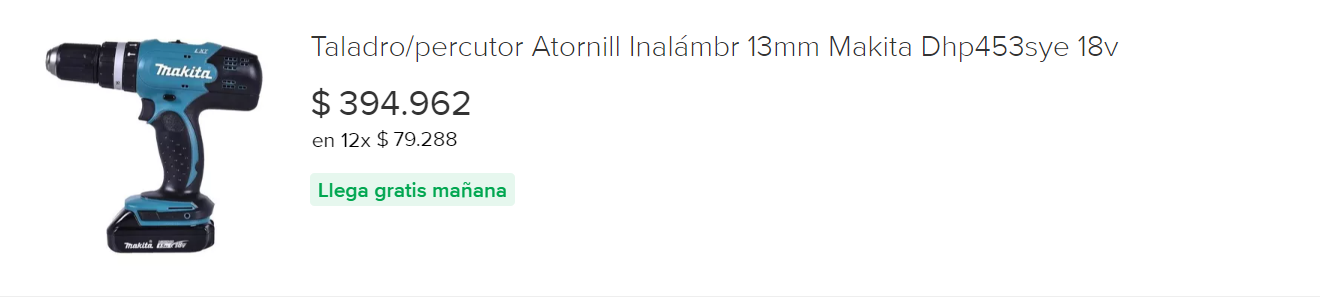 Taladro/percutor Atornill Inalámbr 13mm Makita Dhp453sye 18v
$ 394.962
en 12x $ 79.288
Llega gratis mañana
makita
makita 18V